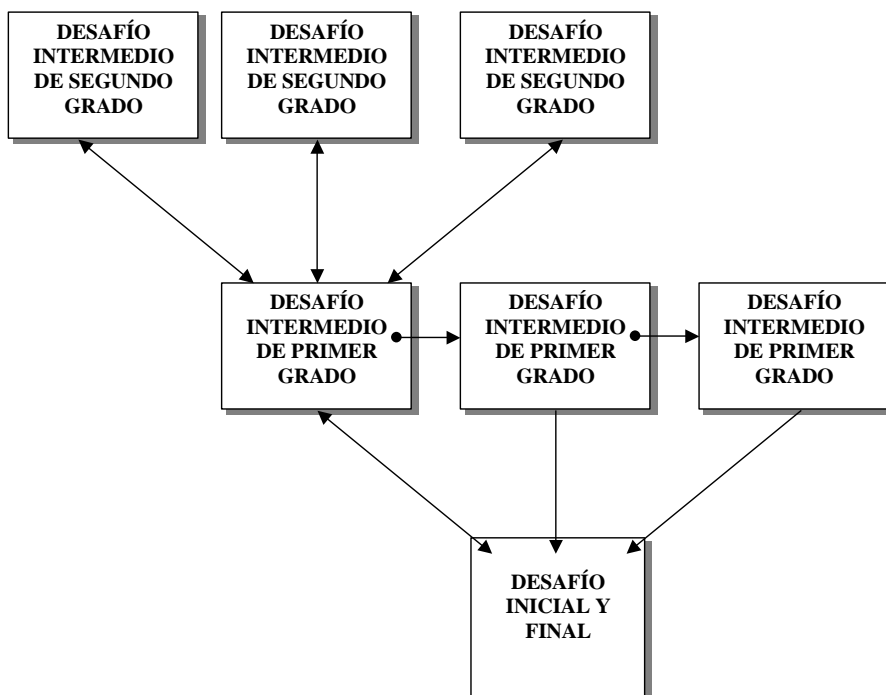 DESAFÍO
INTERMEDIO
DE SEGUNDO
GRADO
DESAFÍO
INTERMEDIO
DE SEGUNDO
GRADO
DESAFÍO
INTERMEDIO
DE SEGUNDO
GRADO
DESAFÍO
INTERMEDIO
DE PRIMER
GRADO
DESAFÍO
INTERMEDIO
DE PRIMER
GRADO
DESAFÍO
INTERMEDIO
DE PRIMER
GRADO
DESAFÍO
INICIAL Y
FINAL